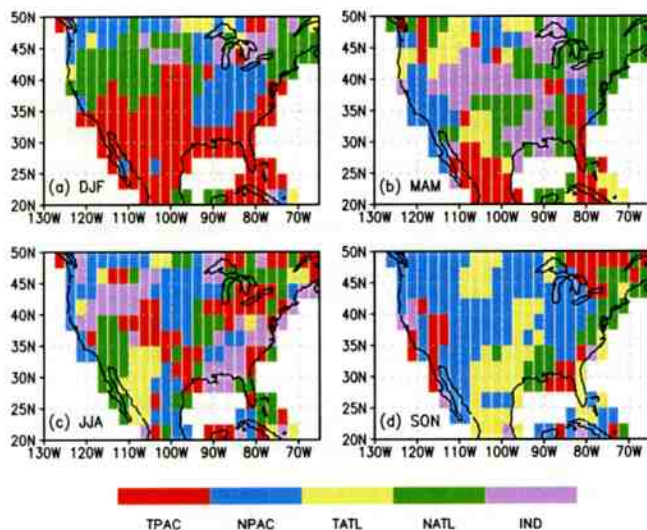 50N 50N
45N 45N
40N 40N
35N 35N
30N 30N
25N 25N
(a) DJF (b) MAM
20N 20N
130W 120W 110W 100W 90W 80W 70W 130W 120W 110W 100W 90W 80W 70W
50N 50N
45N 45N
40N 40N
35N 35N
30N 30N
25N 25N
(c) JJA (d) SON
20N 20N
130W 120W 110W 100W 90W 80W 70W 130W 120W 110W 100W 90W 80W 70W
TPAC NPAC TATL NATL IND